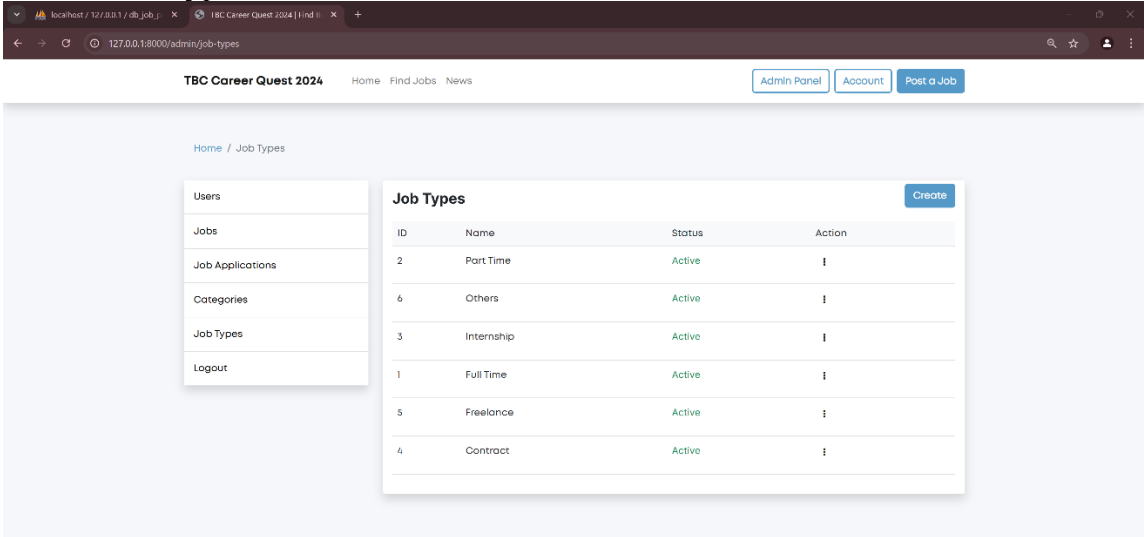 localhost / 127.0.0.1 / db_job_p
TBC Career Quest 2024 | Find
127.0.0.1:8000/admin/job-types
TBC Career Quest 2024 Home Find Jobs News Admin Panel Account Post a Job
Home / Job Types
Users
Jobs
Job Applications
Categories
Job Types
Logout
Job Types Create
ID Name Status Action
2 Part Time Active
6 Others Active
3 Internship Active
1 Full Time Active
5 Freelance Active
4 Contract Active